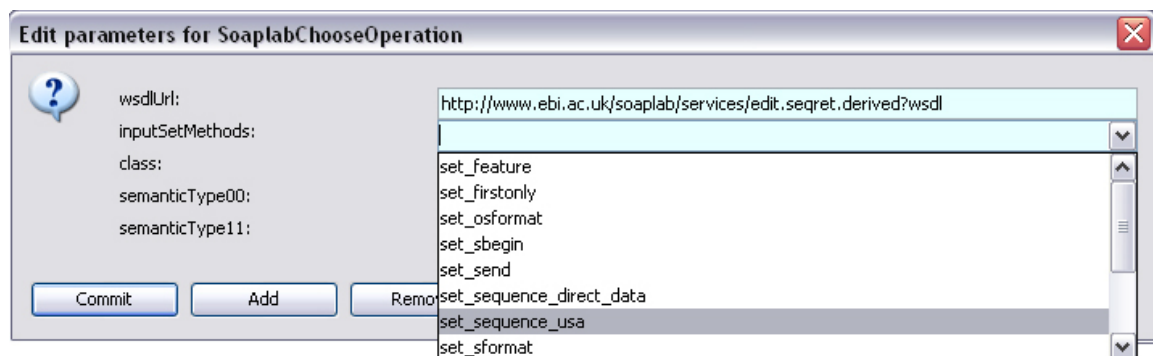 Edit parameters for SoaplabChooseOperation
wsdlUrl:
http://www.ebi.ac.uk/soaplab/services/edit.seqret.derived?wsdl
inputSetMethods:
class:
semanticType00:
semanticType11:
set_feature
set_firstonly
set_osformat
set_sbegin
set_send
set_sequence_direct_data
set_sequence_usa
set_sformat
Commit
Add
Remo